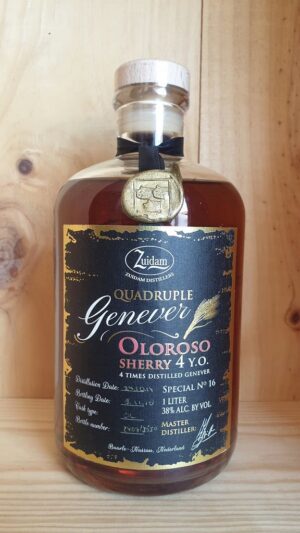 Zuidam
ZUIDAM DISTILLERS
QUADRUPLE
Genever
OLOROSO
SHERRY 4 Y.O.
4 TIMES DISTILLED GENEVER
Distillation Date:
SPECIAL Nº 16
Bottling Date:
1 LITER
Cask type:
38% ALC. BY VOL
Bottle number:
MASTER
DISTILLER:
Baarle-Nassau, Nederland